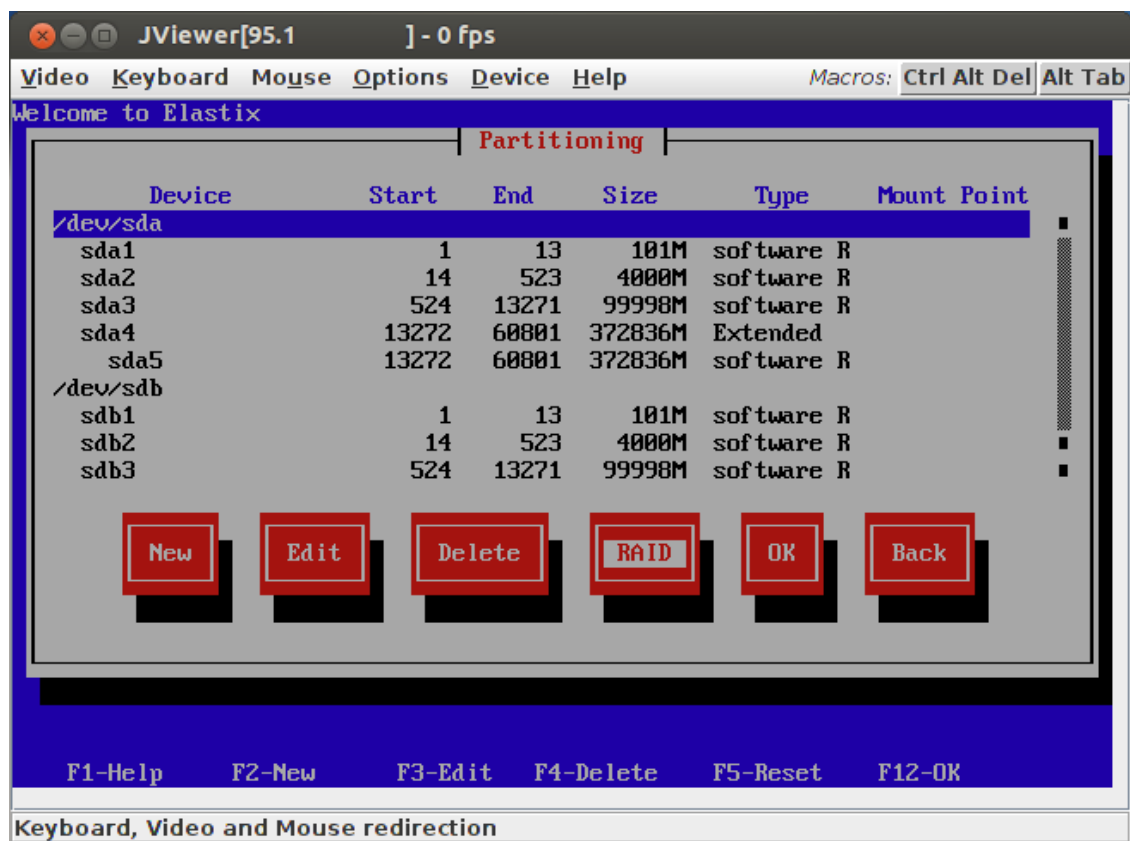 JViewer[95.1 ] - 0 fps
Video Keyboard Mouse Options Device Help Macros: Ctrl Alt Del Alt Tab
Welcome to Elastix
Partitioning
Device Start End Size Type Mount Point
/dev/sda
sda1 1 13 101M software R
sda2 14 523 4000M software R
sda3 524 13271 99998M software R
sda4 13272 60801 372836M Extended
sda5 13272 60801 372836M software R
/dev/sdb
sdb1 1 13 101M software R
sdb2 14 523 4000M software R
sdb3 524 13271 99998M software R
New Edit Delete RAID OK Back
F1-Help F2-New F3-Edit F4-Delete F5-Reset F12-OK
Keyboard, Video and Mouse redirection